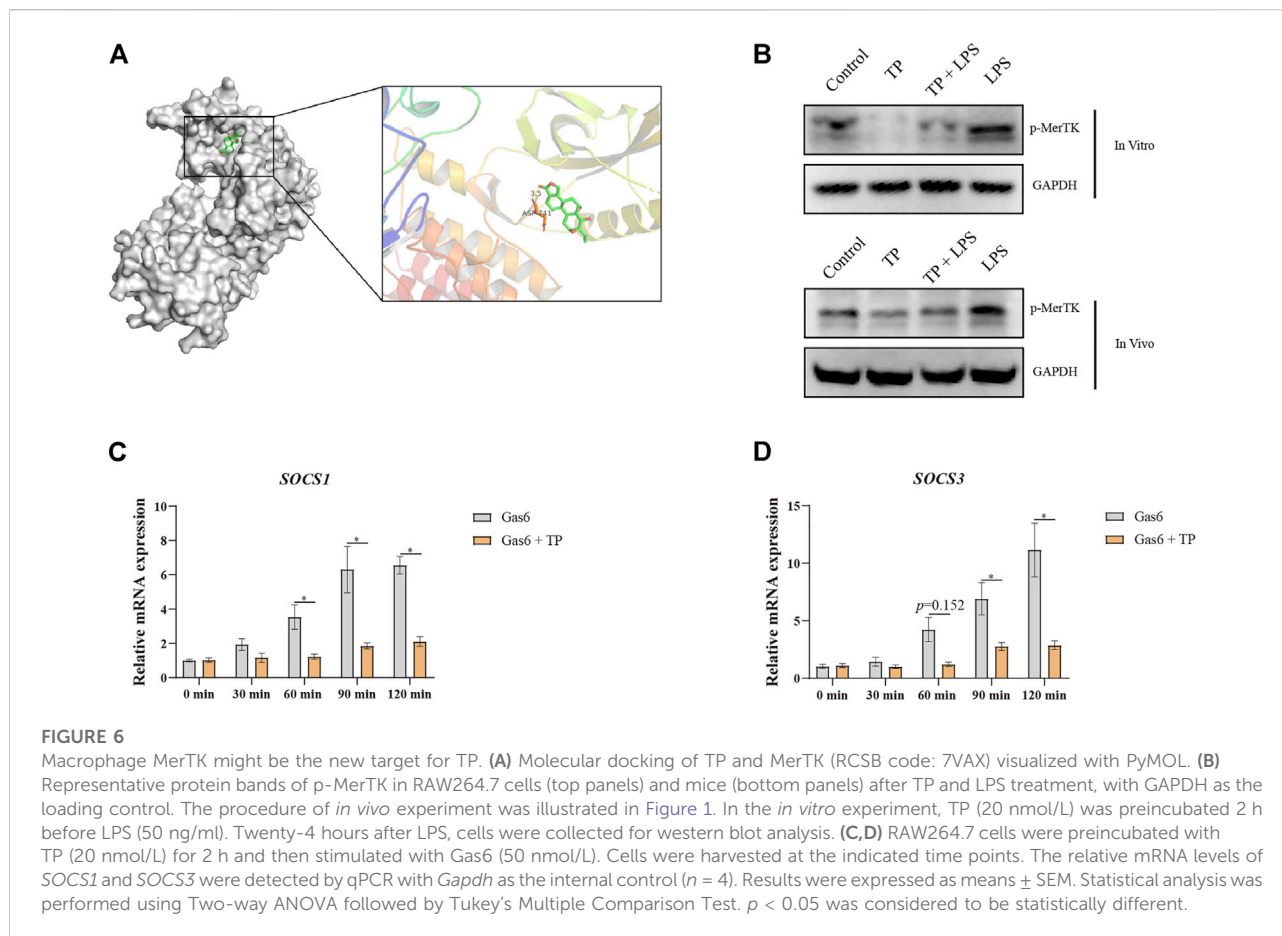 A
3.5
ASP-741
B
Control
TP
TP + LPS
LPS
p-MerTK
GAPDH
In Vitro
Control
TP
TP + LPS
LPS
p-MerTK
GAPDH
In Vivo
C
SOCS1
Relative mRNA expression
10
8
6
4
2
0
*
*
*
0 min 30 min 60 min 90 min 120 min
Gas6
Gas6 + TP
D
SOCS3
Relative mRNA expression
15
10
5
0
p=0.152
*
*
0 min 30 min 60 min 90 min 120 min
Gas6
Gas6 + TP
FIGURE 6
Macrophage MerTK might be the new target for TP. (A) Molecular docking of TP and MerTK (RCSB code: 7VAX) visualized with PyMOL. (B)
Representative protein bands of p-MerTK in RAW264.7 cells (top panels) and mice (bottom panels) after TP and LPS treatment, with GAPDH as the
loading control. The procedure of in vivo experiment was illustrated in Figure 1. In the in vitro experiment, TP (20 nmol/L) was preincubated 2 h
before LPS (50 ng/ml). Twenty-4 hours after LPS, cells were collected for western blot analysis. (C,D) RAW264.7 cells were preincubated with
TP (20 nmol/L) for 2 h and then stimulated with Gas6 (50 nmol/L). Cells were harvested at the indicated time points. The relative mRNA levels of
SOCS1 and SOCS3 were detected by qPCR with Gapdh as the internal control (n = 4). Results were expressed as means ± SEM. Statistical analysis was
performed using Two-way ANOVA followed by Tukey's Multiple Comparison Test. p < 0.05 was considered to be statistically different.